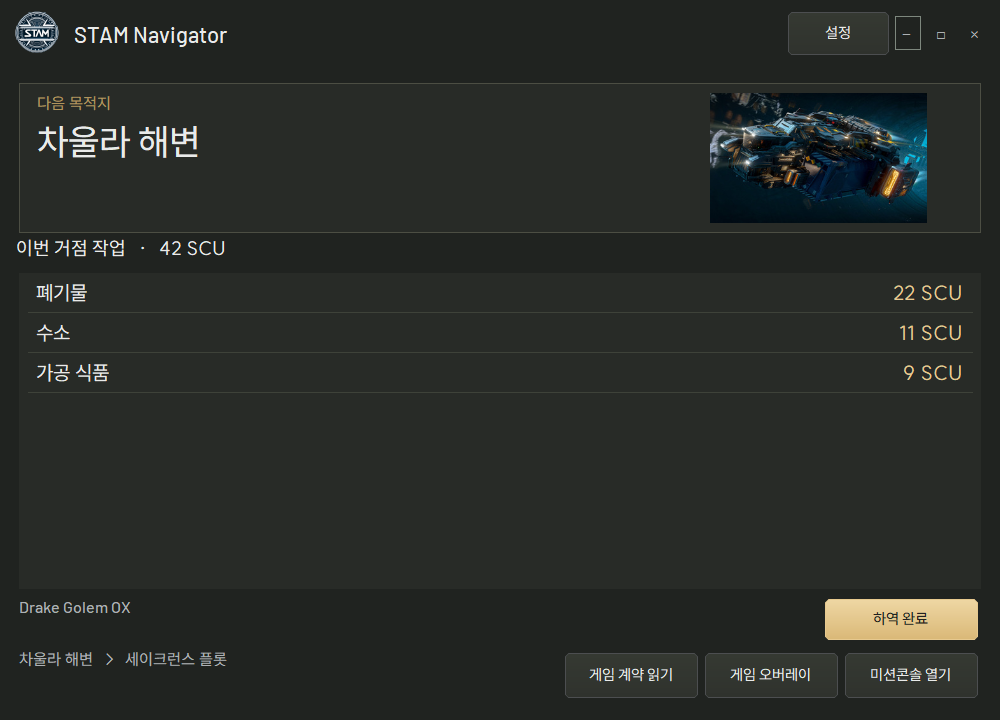 STAM
STAM Navigator
설정
다음 목적지
차울라 해변
이번 거점 작업 · 42 SCU
폐기물 22 SCU
수소 11 SCU
가공 식품 9 SCU
Drake Golem OX
하역 완료
차울라 해변 > 세이크런스 플롯
게임 계약 읽기
게임 오버레이
미션콘솔 열기